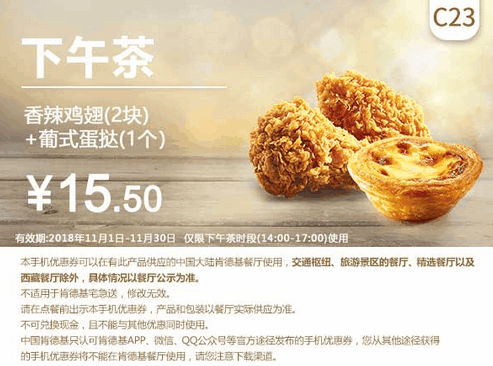 C23
下午茶
香辣鸡翅(2块)
+葡式蛋挞(1个)
¥15.50
有效期:2018年11月1日-11月30日 仅限下午茶时段(14:00-17:00)使用
本手机优惠券可以在有此产品供应的中国大陆肯德基餐厅使用，交通枢纽、旅游景区的餐厅、精选餐厅以及
西藏餐厅除外，具体情况以餐厅公示为准。
不适用于肯德基宅急送，修改无效。
请在点餐前出示本手机优惠券，产品和包装以餐厅实际供应为准。
不可兑换现金，且不能与其他优惠同时使用。
中国肯德基只认可肯德基APP、微信、QQ公众号等官方途径发布的手机优惠券，您从其他途径获得
的手机优惠券将不能在肯德基餐厅使用，请您注意下载渠道。